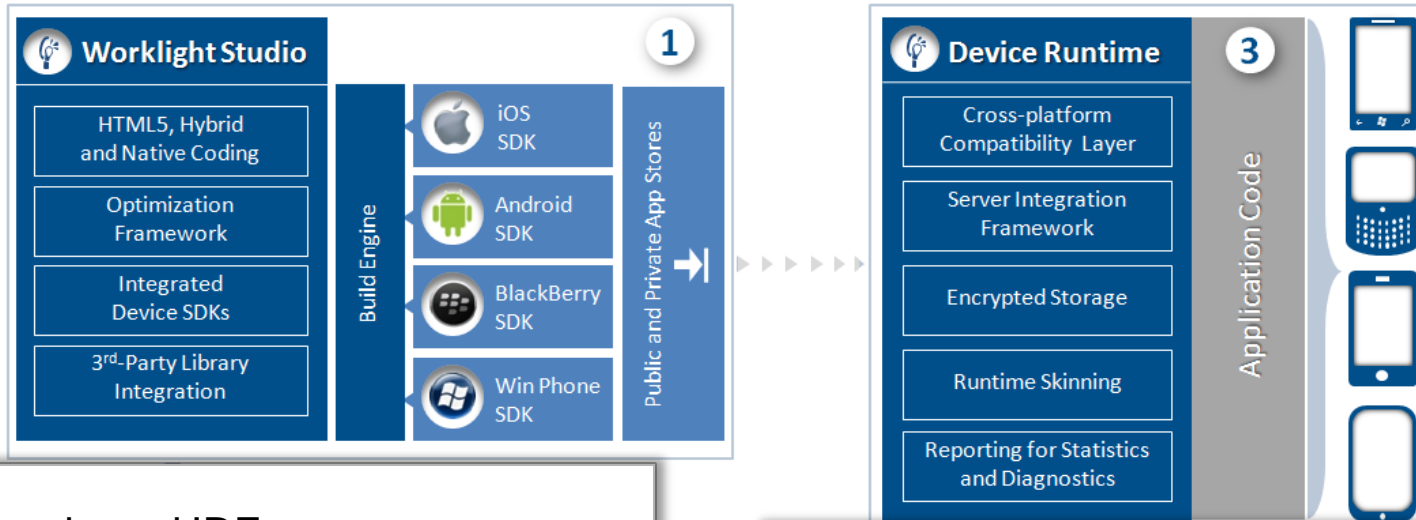 Worklight Studio
HTML5, Hybrid
and Native Coding
Optimization
Framework
Integrated
Device SDKs
3rd-Party Library
Integration
Build Engine
1
iOS
SDK
Android
SDK
BlackBerry
SDK
Win Phone
SDK
Public and Private App Stores
Device Runtime
Cross-platform
Compatibility Layer
Server Integration
Framework
Encrypted Storage
Runtime Skinning
Reporting for Statistics
and Diagnostics
3
Application Code